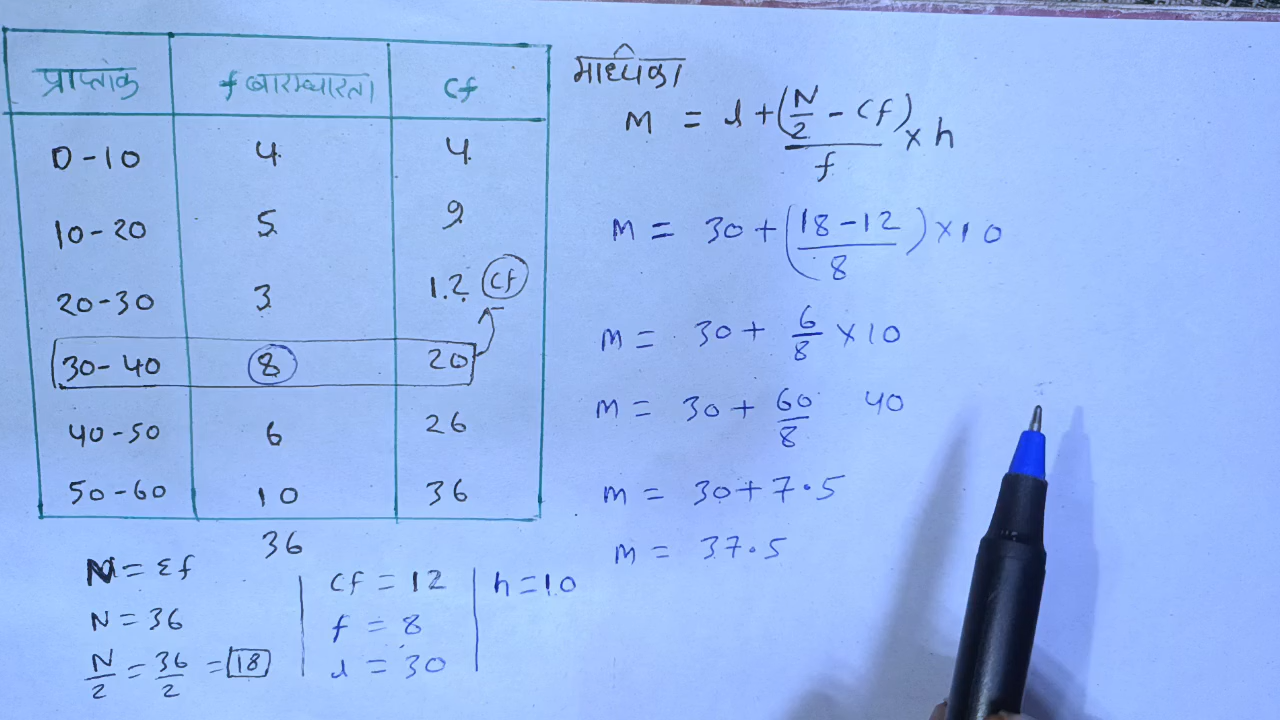 प्राप्तांक f बारम्बारता cf
0-10 4 4
10-20 5 9
20-30 3 12 cf
30-40 8 20
40-50 6 26
50-60 10 36
36
N = Σf
N = 36
N/2 = 36/2 = 18
cf = 12
f = 8
l = 30
h = 10
माध्यिका
M = l + (N/2 - cf)/f × h
M = 30 + (18-12/8) × 10
M = 30 + 6/8 × 10
M = 30 + 60/8 40
M = 30 + 7.5
M = 37.5